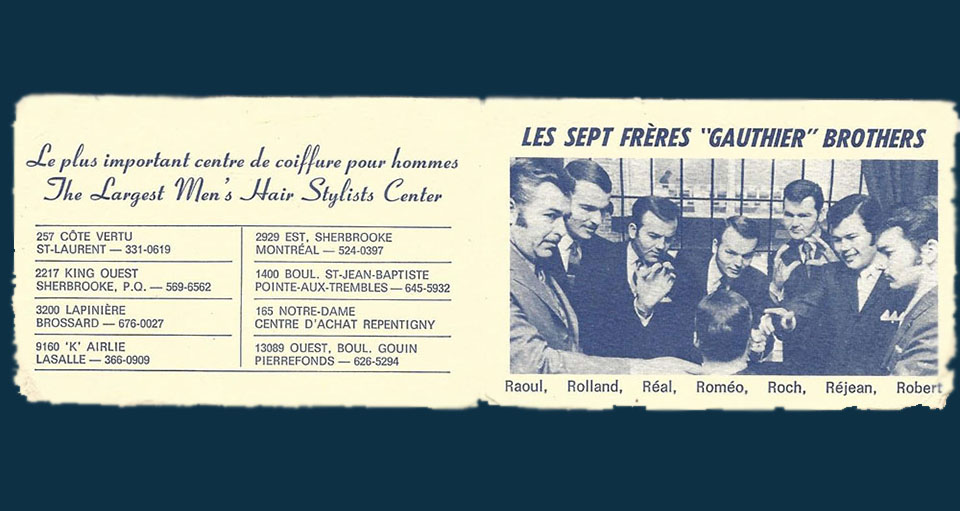 Le plus important centre de coiffure pour hommes
The Largest Men's Hair Stylists Center
257 CÔTE VERTU
ST-LAURENT — 331-0619
2217 KING OUEST
SHERBROOKE, P.Q. — 569-6562
3200 LAPINIÈRE
BROSSARD — 676-0027
9160 'K' AIRLIE
LASALLE — 366-0909
2929 EST, SHERBROOKE
MONTRÉAL — 524-0397
1400 BOUL. ST-JEAN-BAPTISTE
POINTE-AUX-TREMBLES — 645-5932
165 NOTRE-DAME
CENTRE D'ACHAT REPENTIGNY
13089 OUEST, BOUL. GOUIN
PIERREFONDS — 626-5294
LES SEPT FRÈRES "GAUTHIER" BROTHERS
Raoul, Rolland, Réal, Roméo, Roch, Réjean, Robert